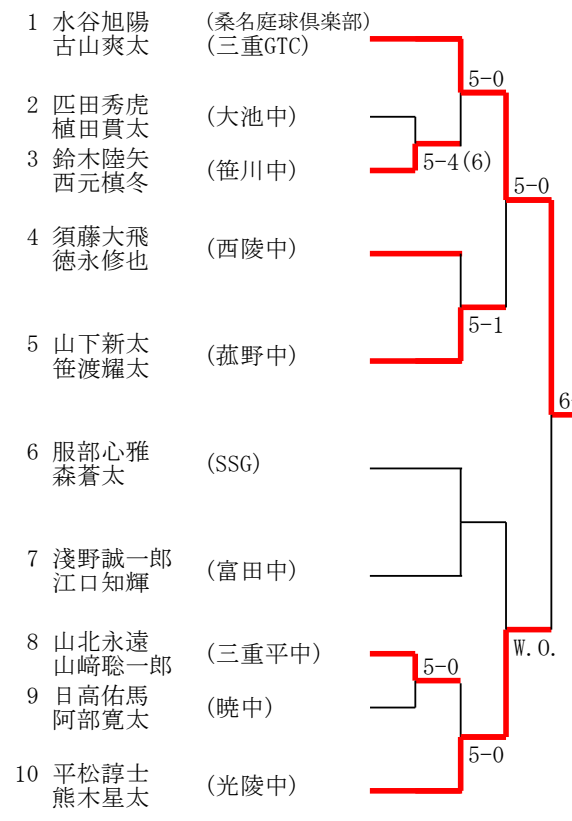 1 水谷旭陽 (桑名庭球倶楽部)
古山爽太 (三重GTC)
5-0
2 匹田秀虎
植田貫太 (大池中)
3 鈴木陸矢
西元槙冬 (笹川中)
5-4(6)
5-0
4 須藤大飛
徳永修也 (西陵中)
5-1
5 山下新太
笹渡耀太 (菰野中)
6
6 服部心雅
森蒼太 (SSG)
7 淺野誠一郎
江口知輝 (富田中)
8 山北永遠
山﨑聡一郎 (三重平中)
W.O.
5-0
9 日高佑馬
阿部寛太 (暁中)
5-0
10 平松諄士
熊木星太 (光陵中)